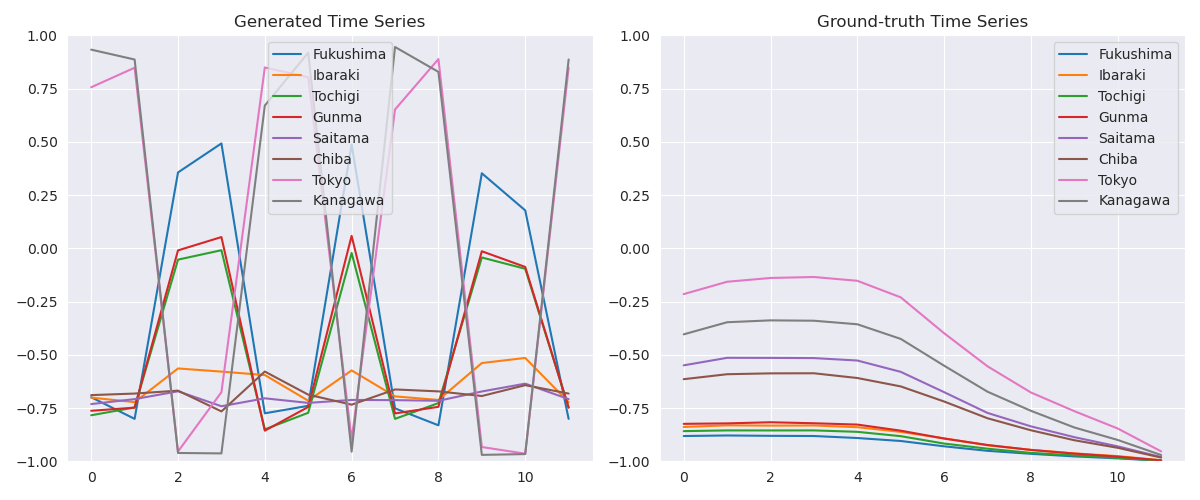 Generated Time Series
1.00
0.75
0.50
0.25
0.00
−0.25
−0.50
−0.75
−1.00
0 2 4 6 8 10
Fukushima
Ibaraki
Tochigi
Gunma
Saitama
Chiba
Tokyo
Kanagawa
Ground-truth Time Series
1.00
0.75
0.50
0.25
0.00
−0.25
−0.50
−0.75
−1.00
0 2 4 6 8 10
Fukushima
Ibaraki
Tochigi
Gunma
Saitama
Chiba
Tokyo
Kanagawa